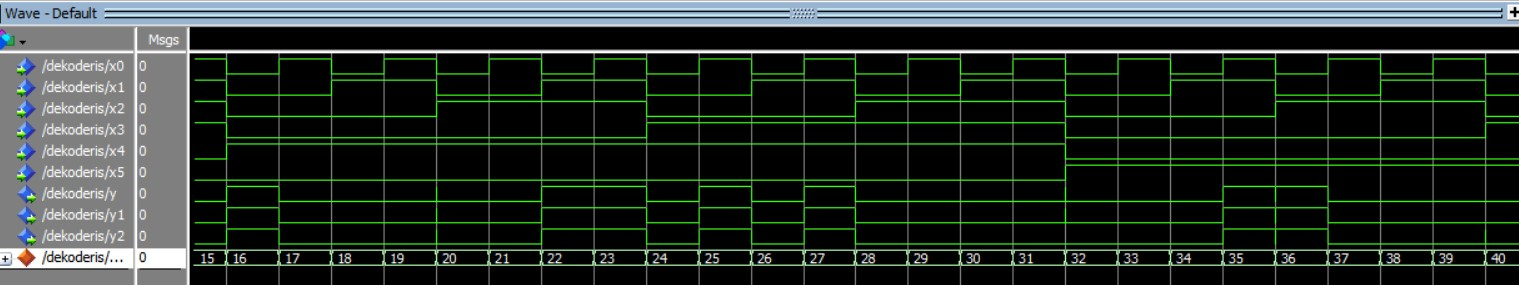 Wave - Default
Msgs
/dekoderis/x0 0
/dekoderis/x1 0
/dekoderis/x2 0
/dekoderis/x3 0
/dekoderis/x4 0
/dekoderis/x5 0
/dekoderis/y 0
/dekoderis/y1 0
/dekoderis/y2 0
/dekoderis/... 0 15 16 17 18 19 20 21 22 23 24 25 26 27 28 29 30 31 32 33 34 35 36 37 38 39 40